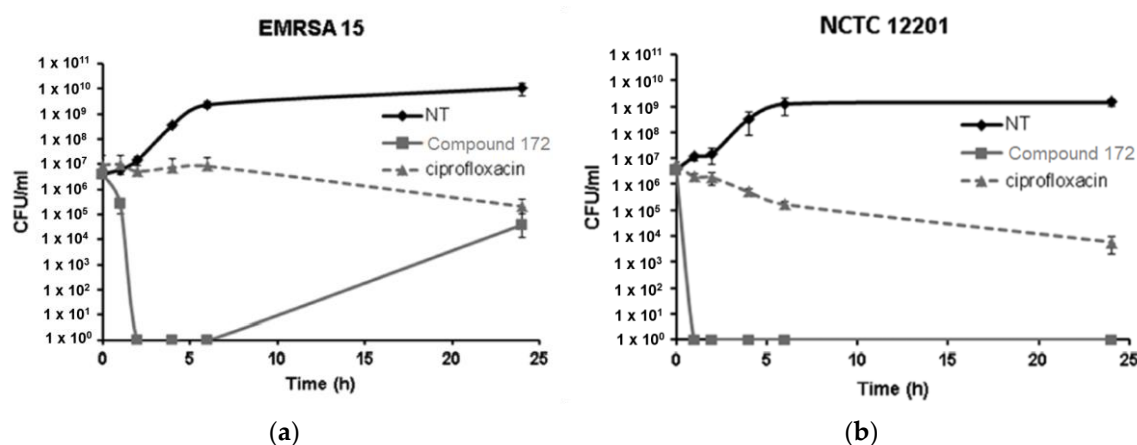 EMRSA 15
1 x 10¹¹
1 x 10¹⁰
1 x 10⁹
1 x 10⁸
1 x 10⁷
1 x 10⁶
1 x 10⁵
1 x 10⁴
1 x 10³
1 x 10²
1 x 10¹
1 x 10⁰
CFU/ml
NT
Compound 172
ciprofloxacin
0 5 10 15 20 25
Time (h)
(a)
NCTC 12201
1 x 10¹¹
1 x 10¹⁰
1 x 10⁹
1 x 10⁸
1 x 10⁷
1 x 10⁶
1 x 10⁵
1 x 10⁴
1 x 10³
1 x 10²
1 x 10¹
1 x 10⁰
CFU/ml
NT
Compound 172
ciprofloxacin
0 5 10 15 20 25
Time (h)
(b)